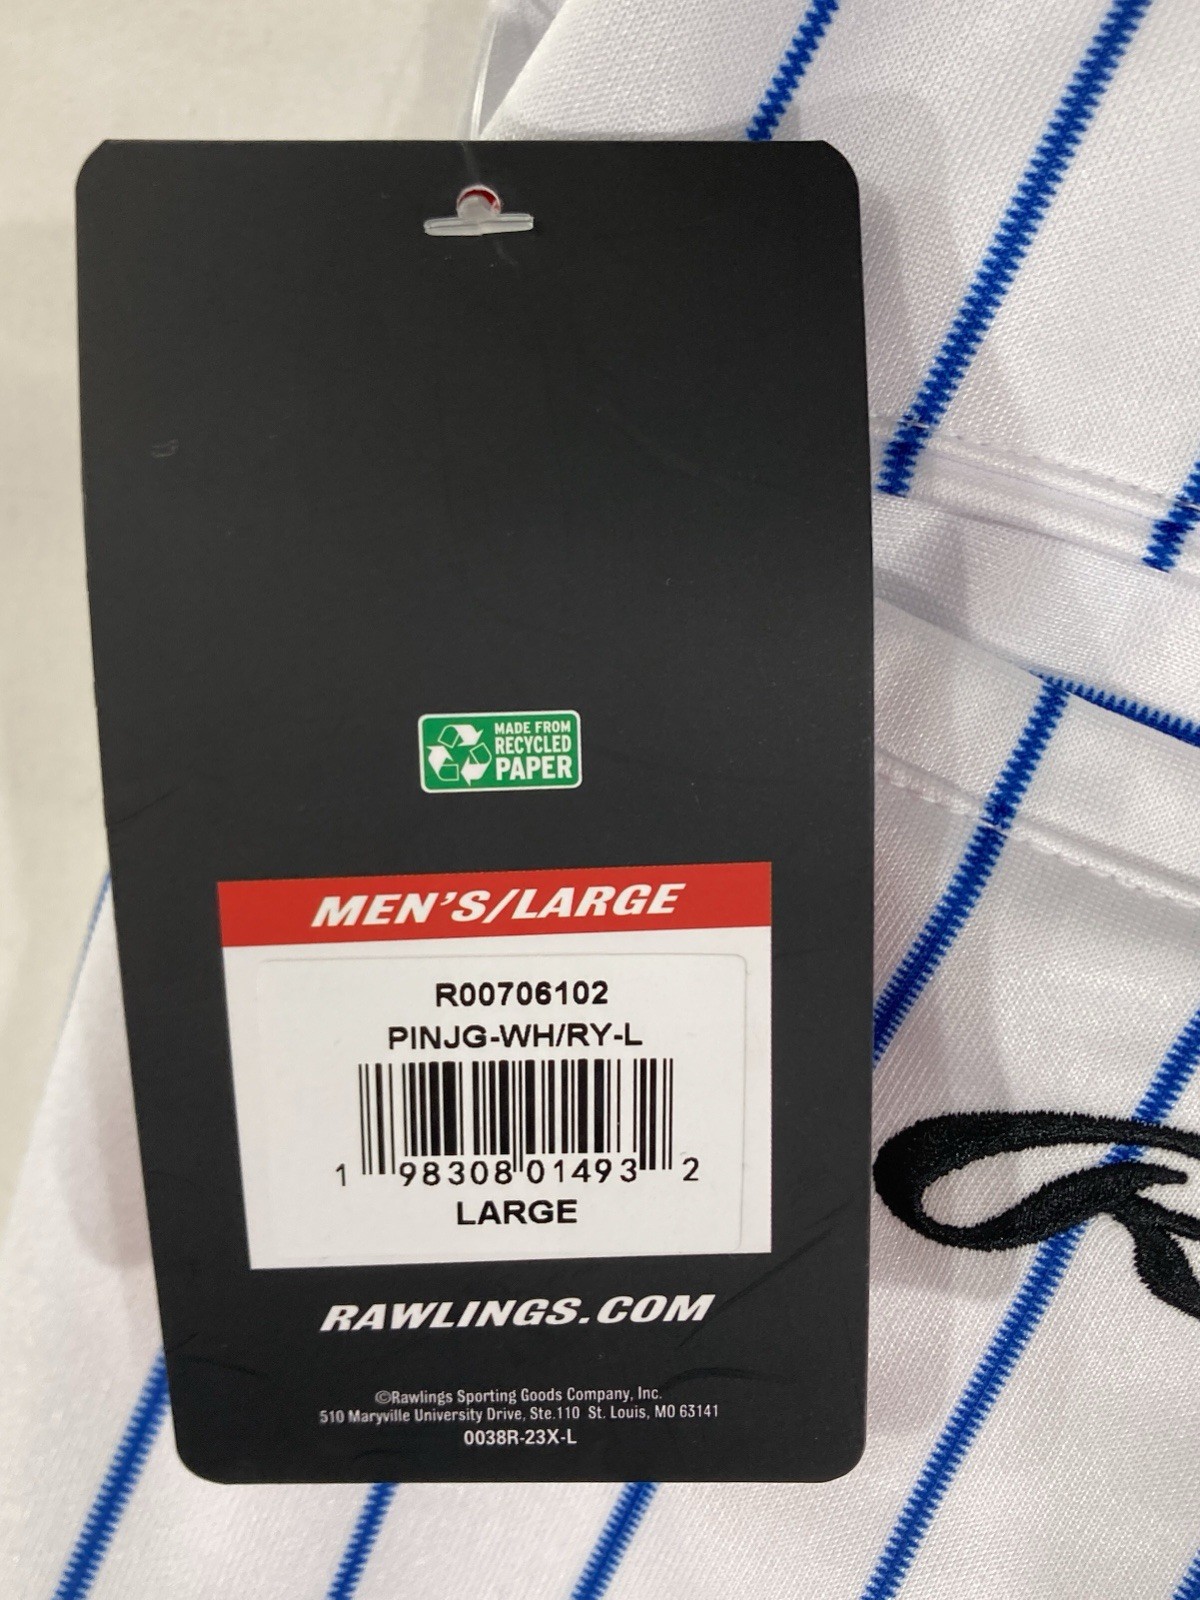 MADE FROM
RECYCLED
PAPER
MEN'S/LARGE
R00706102
PINJG-WH/RY-L
1 98308 01493 2
LARGE
RAWLINGS.COM
©Rawlings Sporting Goods Company, Inc.
510 Maryville University Drive, Ste.110 St. Louis, MO 63141
0038R-23X-L